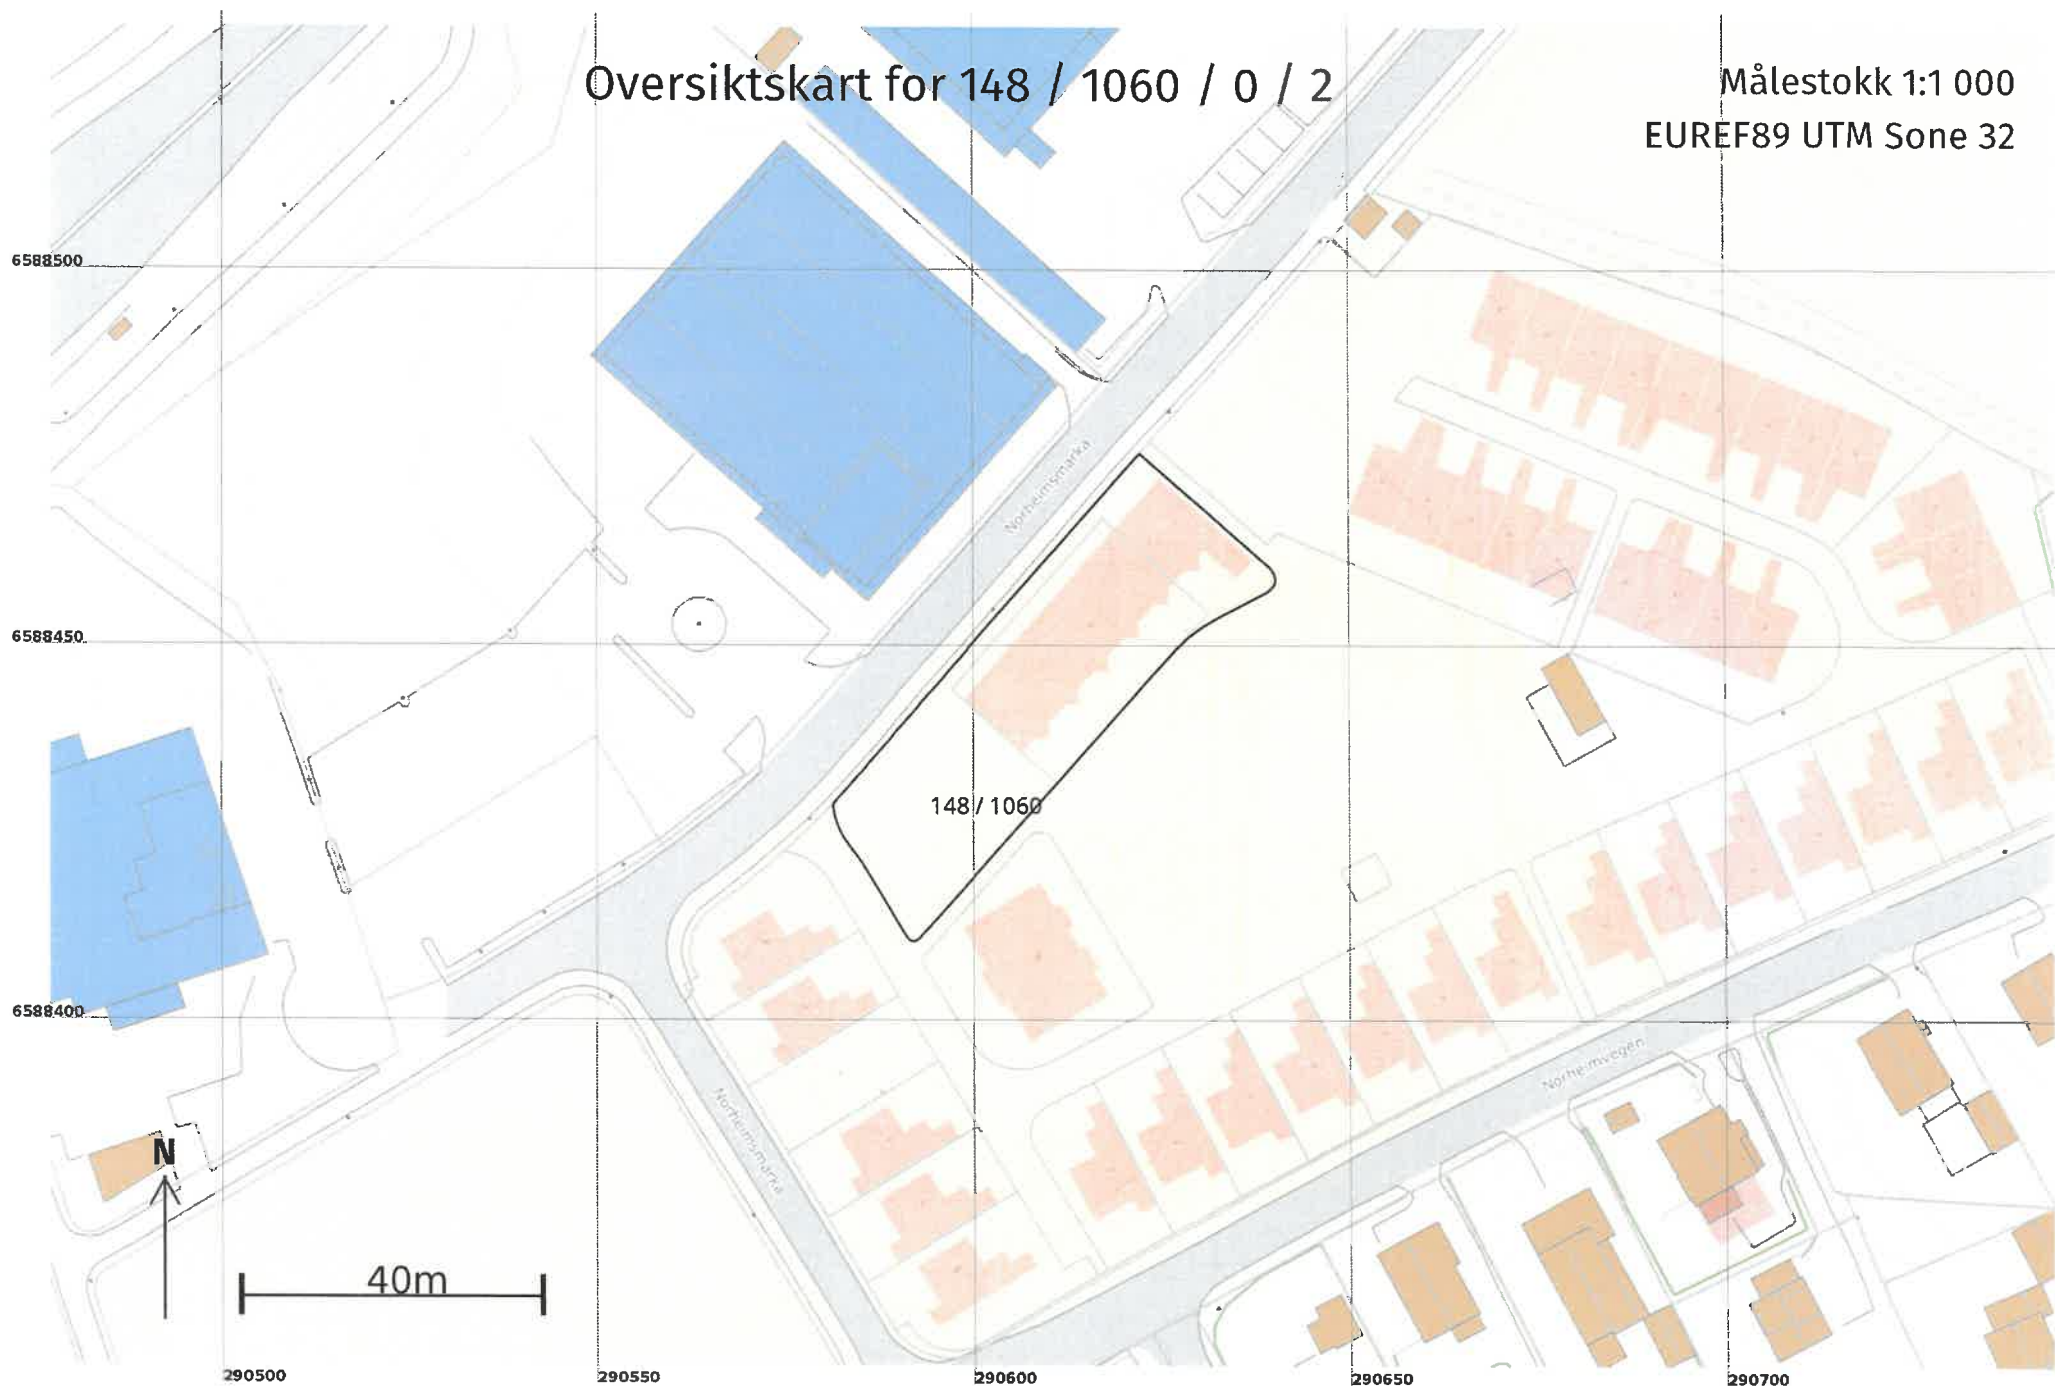 Oversiktskart for 148 / 1060 / 0 / 2
Målestokk 1:1 000
EUREF89 UTM Sone 32
6588500
Norheimsmarka
6588450
148 / 1060
6588400
Norheimvegen
Norheimsmarka
N
40m
290500
290550
290600
290650
290700